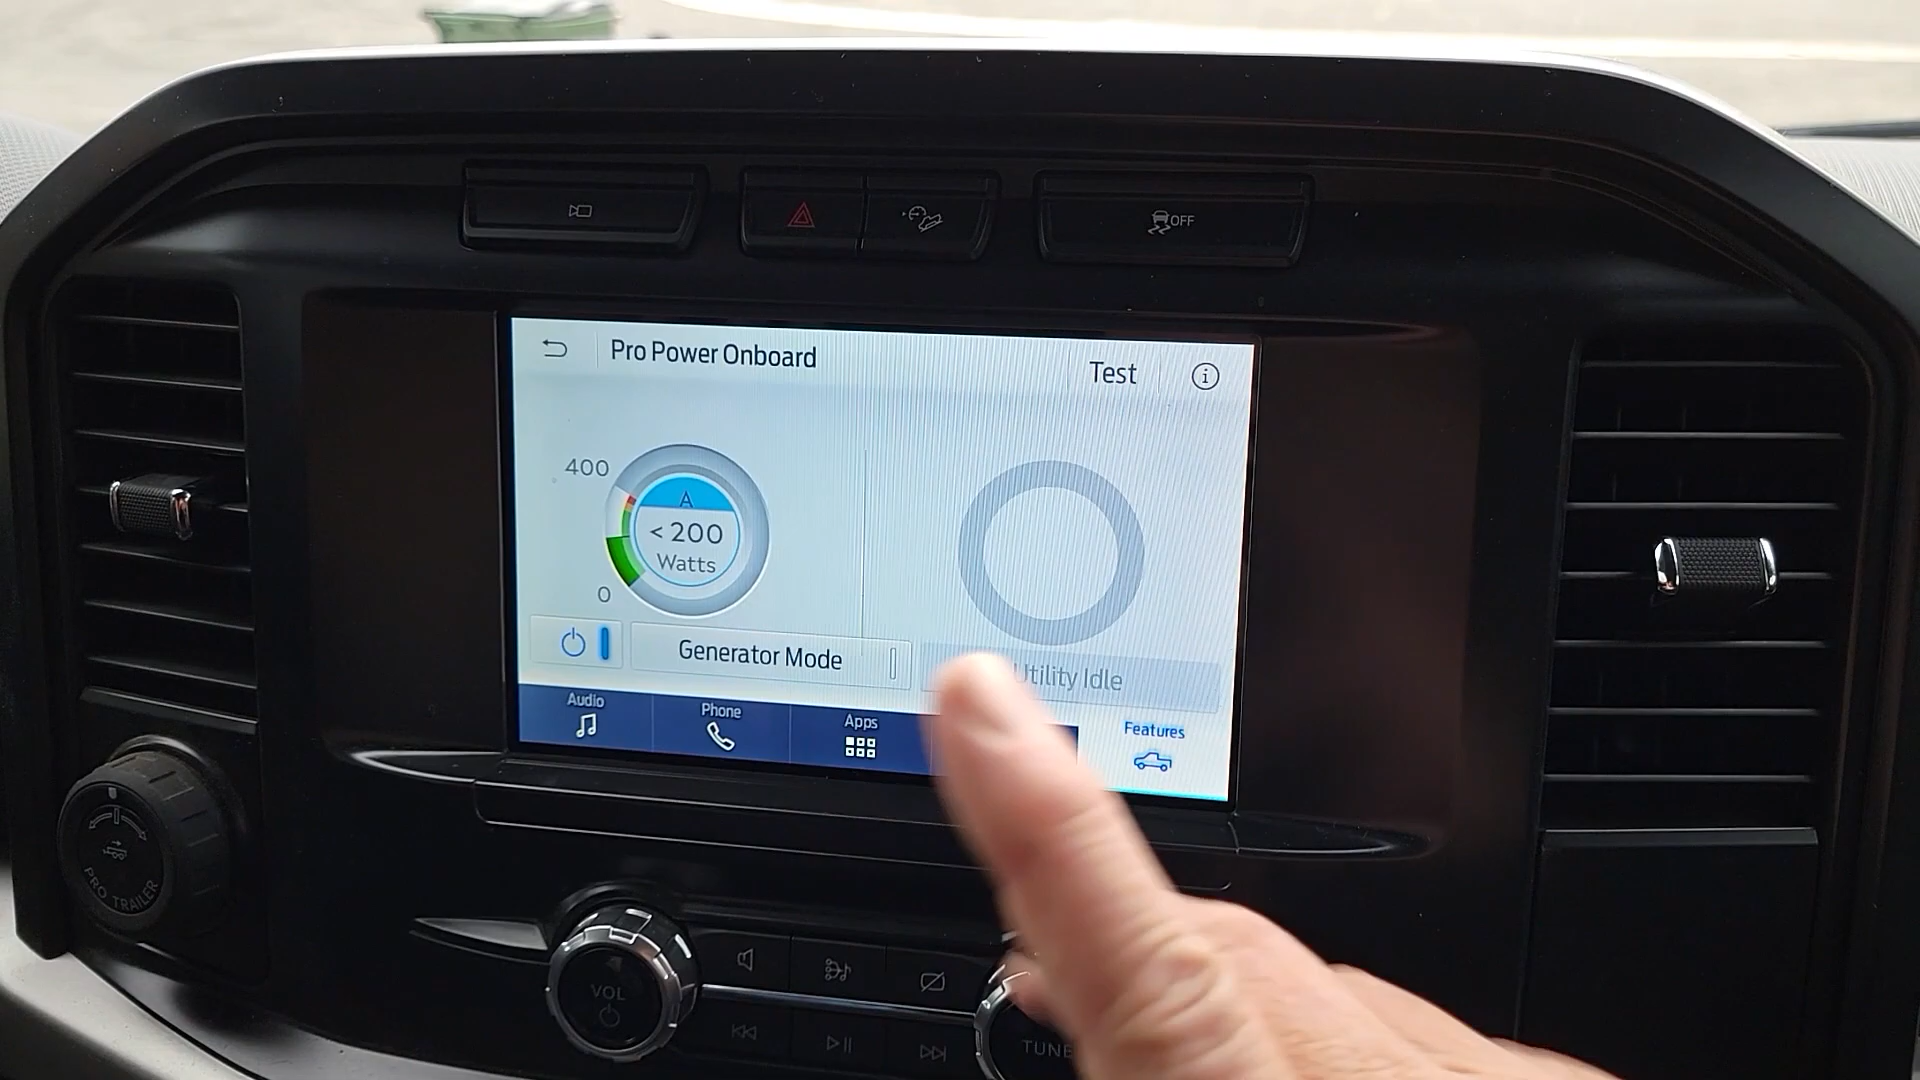 OFF
Pro Power Onboard
Test
400
A
< 200
Watts
0
Generator Mode
Utility Idle
Audio
Phone
Apps
Features
PRO TRAILER
VOL
TUNE